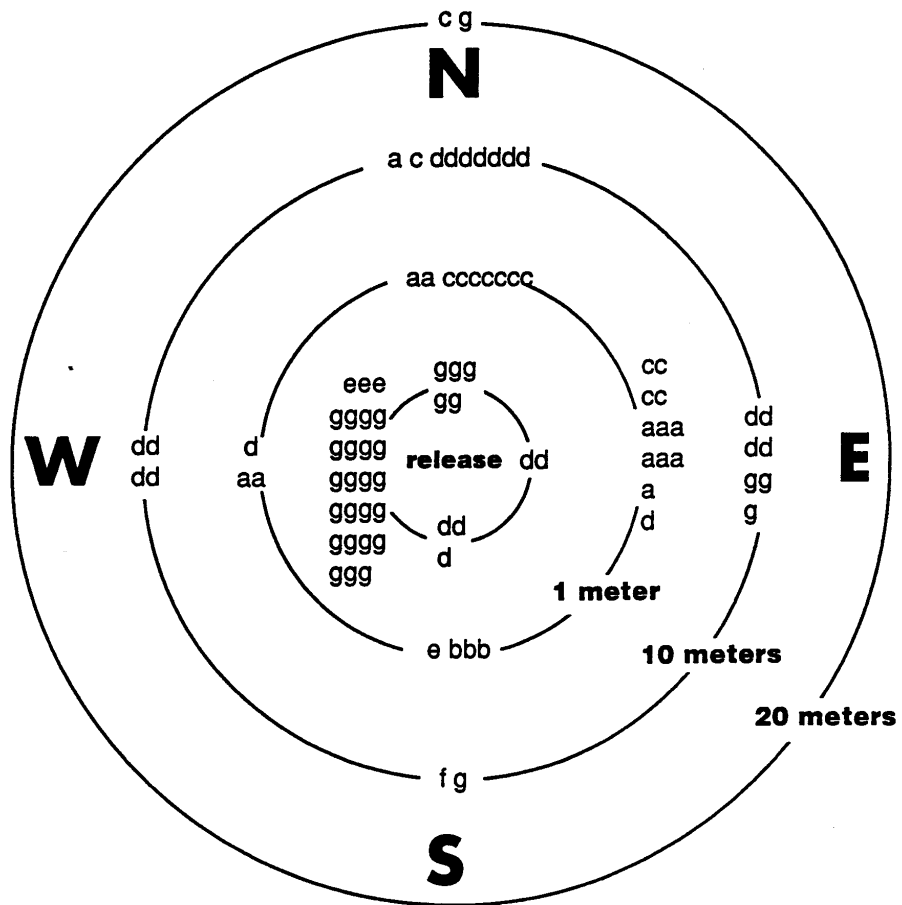 c g
N
a c ddddddd
aa ccccccc
ggg
gg
eee
gggg
gggg
gggg
gggg
gggg
ggg
release
dd
dd
d
cc
cc
aaa
aaa
a
d
dd
dd
gg
g
E
W
dd
dd
d
aa
1 meter
e bbb
10 meters
20 meters
f g
S